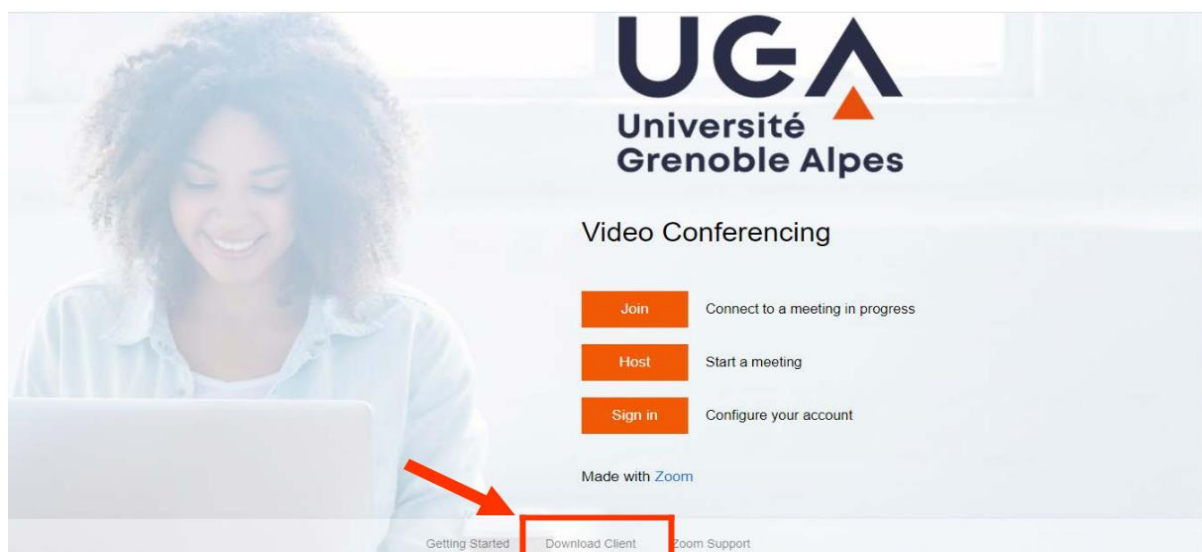 UGA
Université
Grenoble Alpes
Video Conferencing
Join Connect to a meeting in progress
Host Start a meeting
Sign in Configure your account
Made with Zoom
Getting Started Download Client Zoom Support